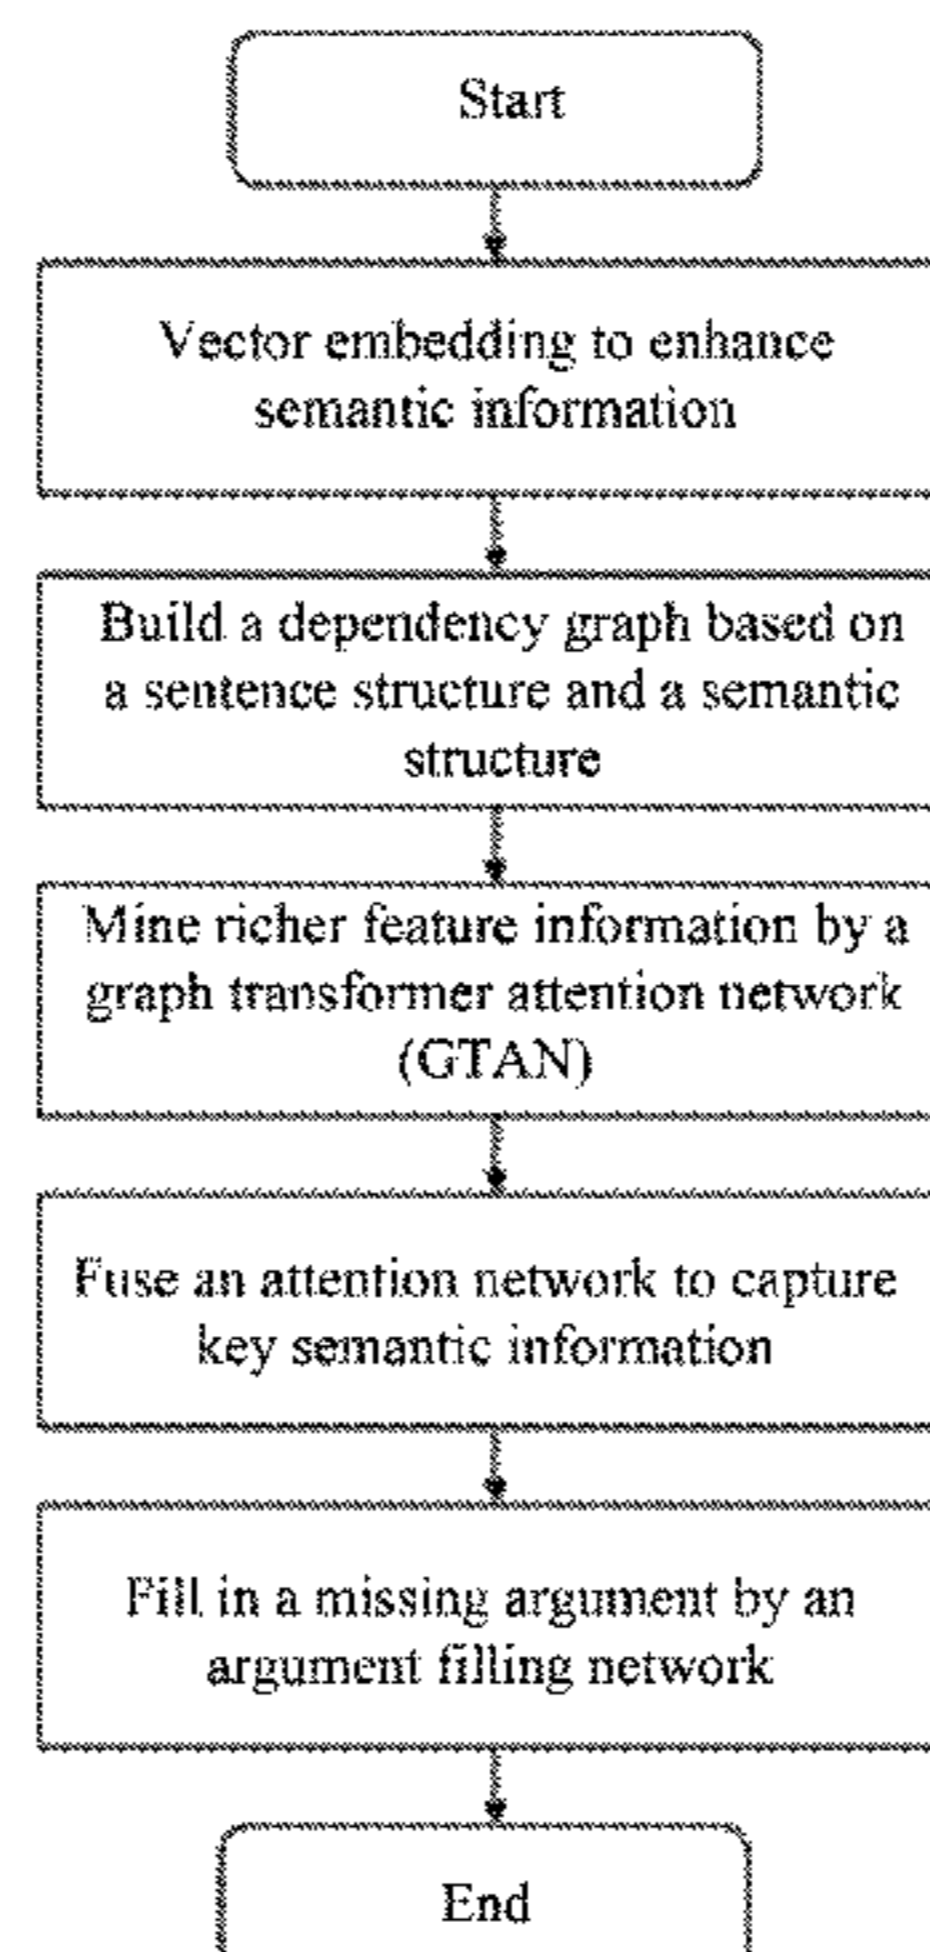 Start
Vector embedding to enhance
semantic information
Build a dependency graph based on
a sentence structure and a semantic
structure
Mine richer feature information by a
graph transformer attention network
(GTAN)
Fuse an attention network to capture
key semantic information
Fill in a missing argument by an
argument filling network
End